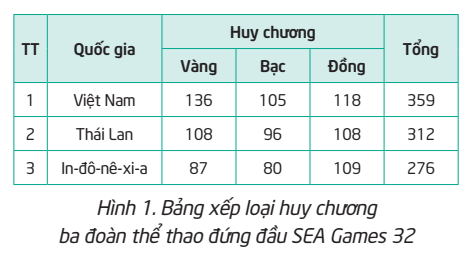 TT Quốc gia Huy chương Tổng
Vàng Bạc Đồng
1 Việt Nam 136 105 118 359
2 Thái Lan 108 96 108 312
3 In-đô-nê-xi-a 87 80 109 276
Hình 1. Bảng xếp loại huy chương
ba đoàn thể thao đứng đầu SEA Games 32